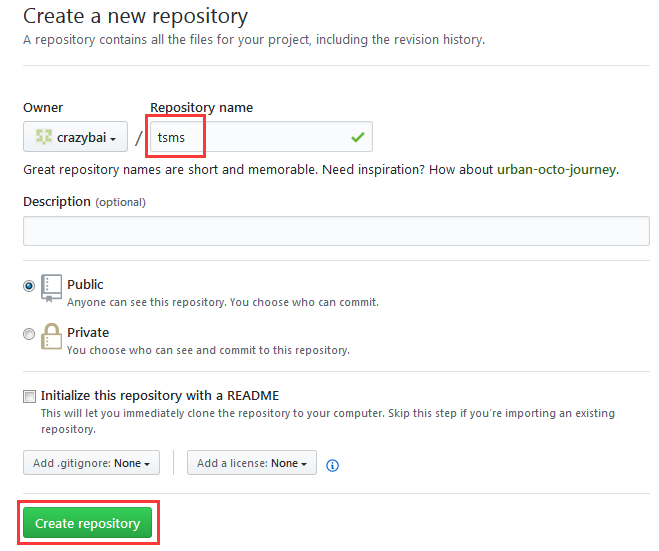 Create a new repository
A repository contains all the files for your project, including the revision history.
Owner
Repository name
crazybai
/
tsms
Great repository names are short and memorable. Need inspiration? How about urban-octo-journey.
Description (optional)
Public
Anyone can see this repository. You choose who can commit.
Private
You choose who can see and commit to this repository.
Initialize this repository with a README
This will let you immediately clone the repository to your computer. Skip this step if you're importing an existing
repository.
Add .gitignore: None
Add a license: None
Create repository